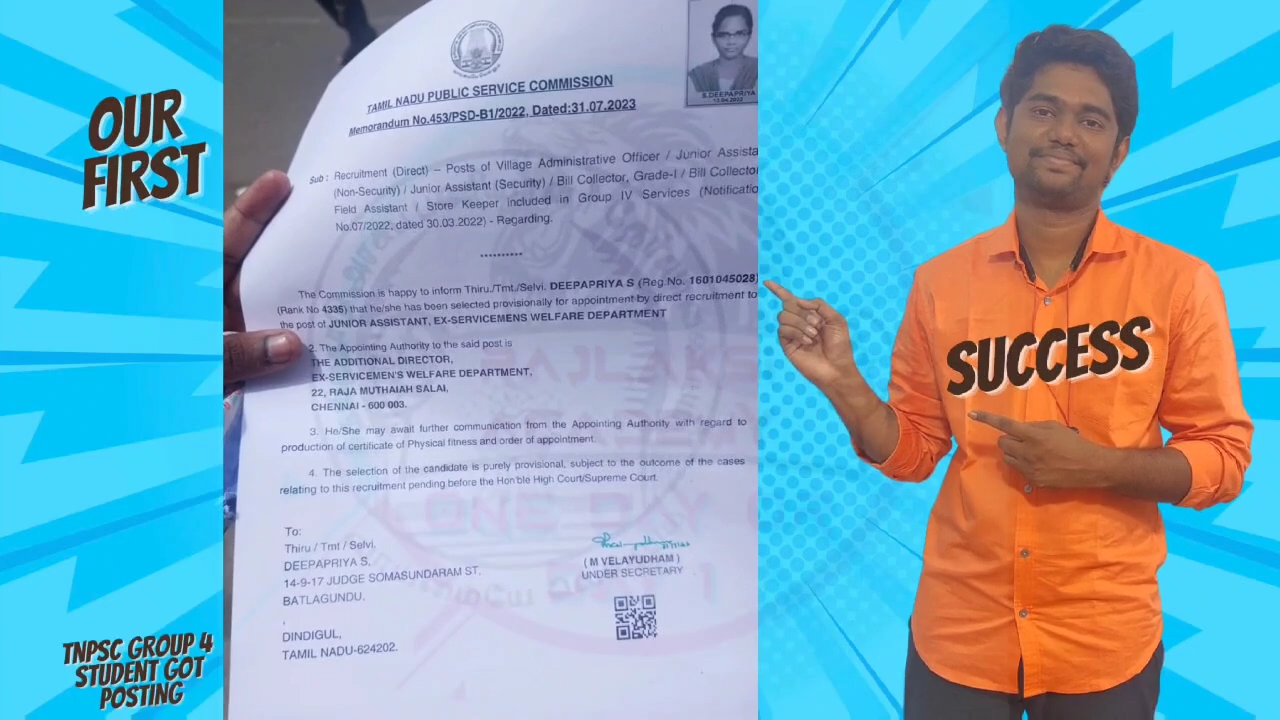 OUR
FIRST
TNPSC GROUP 4
STUDENT GOT
POSTING
TAMIL NADU PUBLIC SERVICE COMMISSION
Memorandum No.453/PSD-B1/2022, Dated:31.07.2023
S.DEEPAPRIYA
13.04.2022
Sub : Recruitment (Direct) – Posts of Village Administrative Officer / Junior Assista
(Non-Security) / Junior Assistant (Security) / Bill Collector, Grade-I / Bill Collector
Field Assistant / Store Keeper included in Group IV Services (Notificatio
No.07/2022, dated 30.03.2022) - Regarding.
**********
The Commission is happy to inform Thiru./Tmt./Selvi. DEEPAPRIYA S (Reg.No. 1601045028)
(Rank No 4335) that he/she has been selected provisionally for appointment by direct recruitment to
the post of JUNIOR ASSISTANT, EX-SERVICEMENS WELFARE DEPARTMENT
2. The Appointing Authority to the said post is
THE ADDITIONAL DIRECTOR,
EX-SERVICEMEN'S WELFARE DEPARTMENT,
22, RAJA MUTHAIAH SALAI,
CHENNAI - 600 003.
3. He/She may await further communication from the Appointing Authority with regard to
production of certificate of Physical fitness and order of appointment.
4. The selection of the candidate is purely provisional, subject to the outcome of the cases
relating to this recruitment pending before the Hon'ble High Court/Supreme Court.
To:
Thiru / Tmt / Selvi.
DEEPAPRIYA S,
14-9-17 JUDGE SOMASUNDARAM ST,
BATLAGUNDU.
,
DINDIGUL,
TAMIL NADU-624202.
( M VELAYUDHAM )
UNDER SECRETARY
SUCCESS